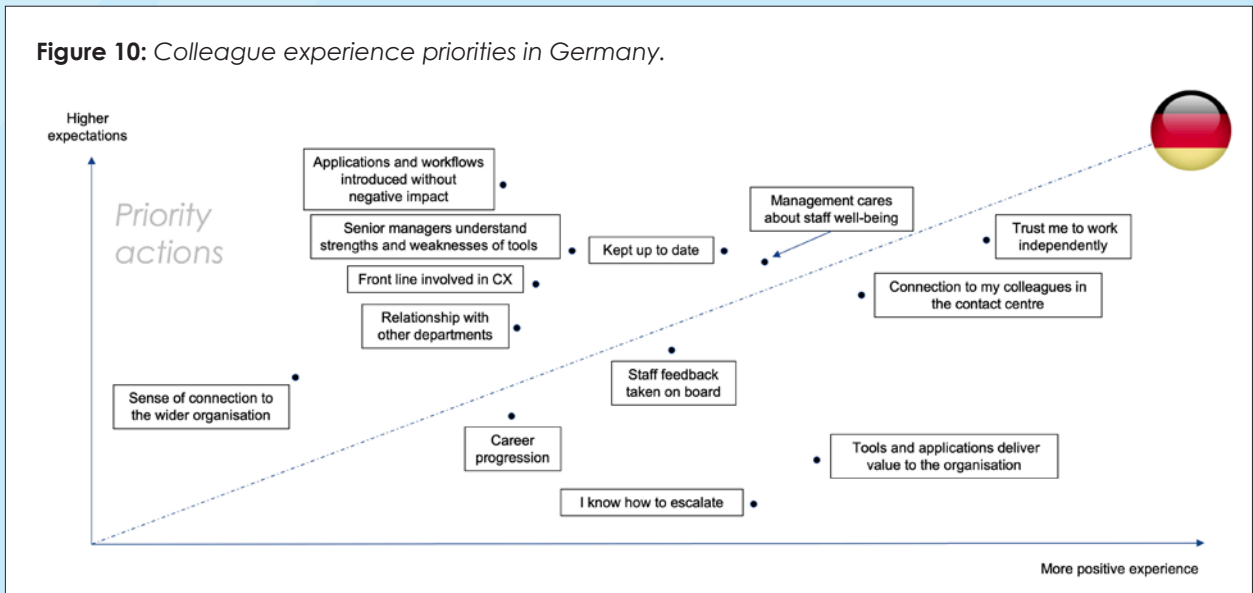 Figure 10: Colleague experience priorities in Germany.
Higher
expectations
Priority
actions
Applications and workflows
introduced without
negative impact
Senior managers understand
strengths and weaknesses of tools
Kept up to date
Management cares
about staff well-being
Trust me to work
independently
Front line involved in CX
Connection to my colleagues in
the contact centre
Relationship with
other departments
Staff feedback
taken on board
Sense of connection to
the wider organisation
Career
progression
Tools and applications deliver
value to the organisation
I know how to escalate
More positive experience